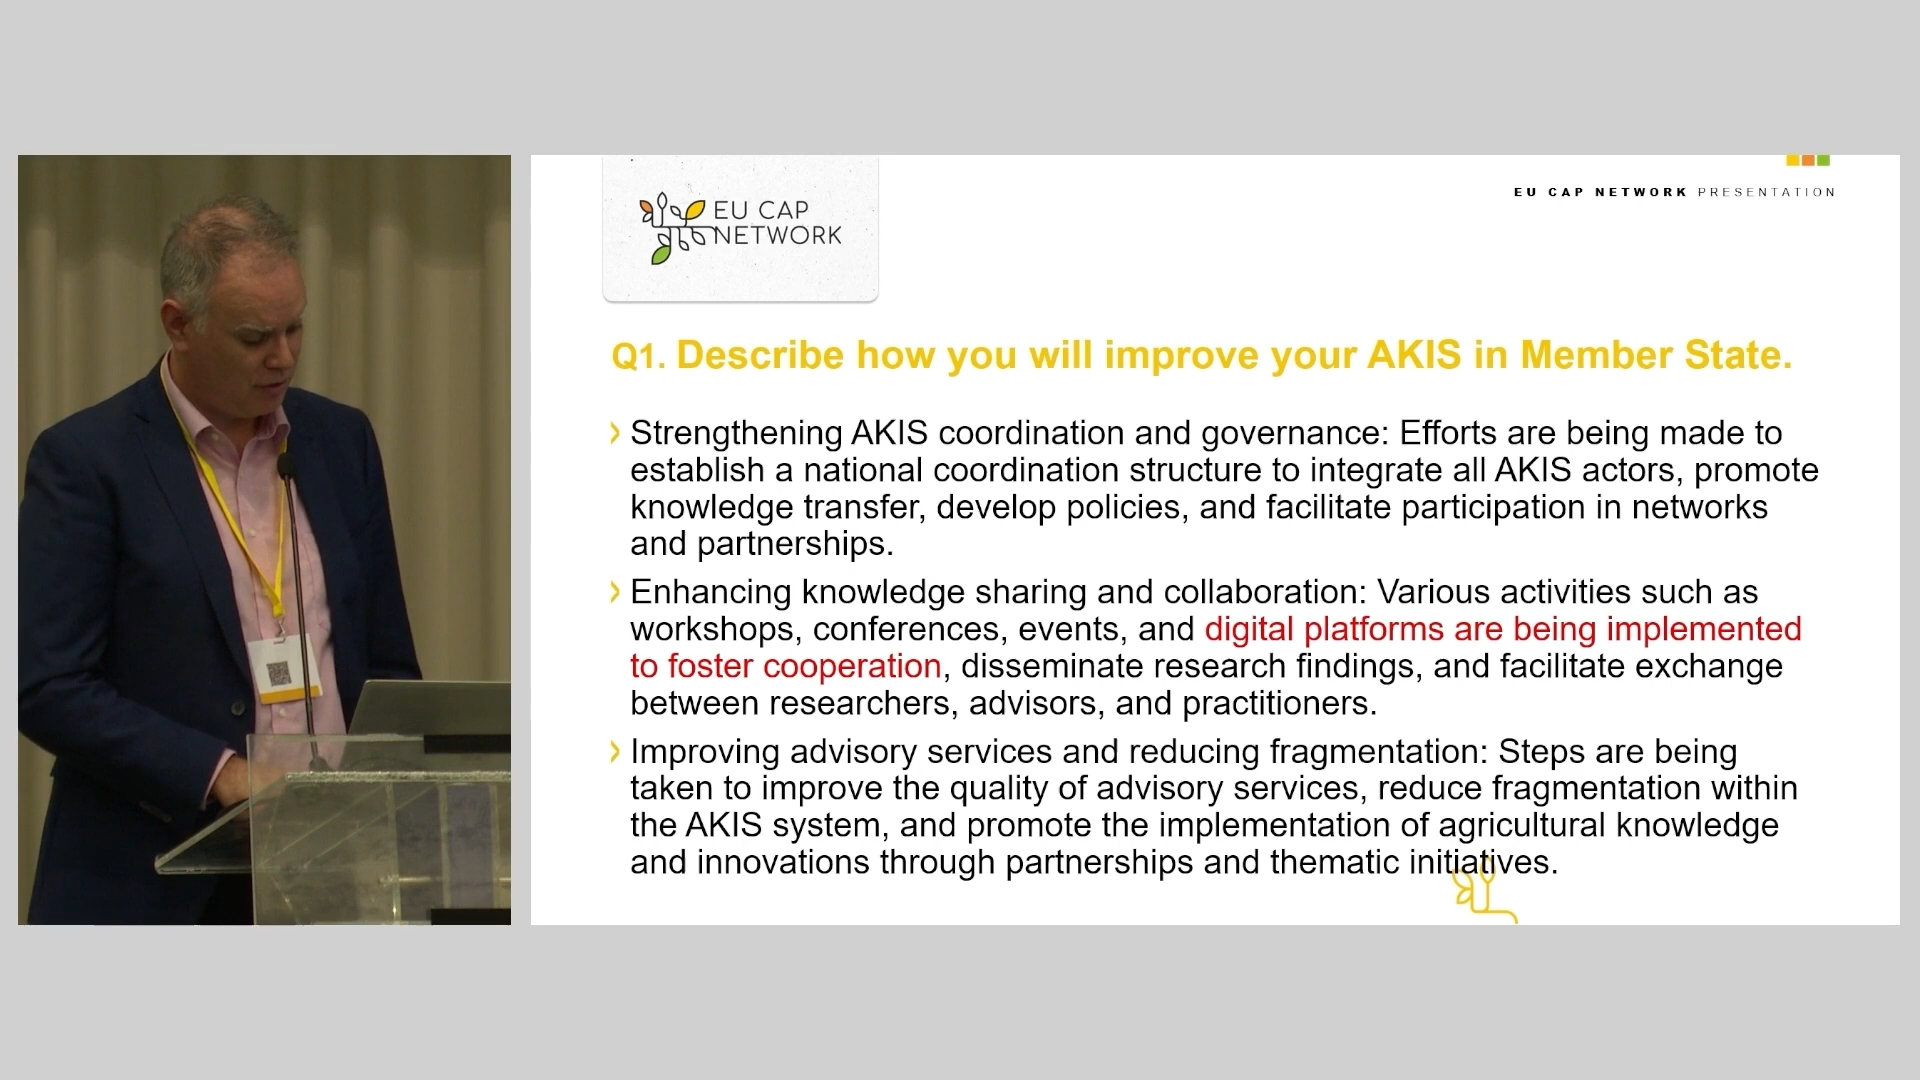 EU CAP
NETWORK
EU CAP NETWORK PRESENTATION
Q1. Describe how you will improve your AKIS in Member State.
Strengthening AKIS coordination and governance: Efforts are being made to
establish a national coordination structure to integrate all AKIS actors, promote
knowledge transfer, develop policies, and facilitate participation in networks
and partnerships.
Enhancing knowledge sharing and collaboration: Various activities such as
workshops, conferences, events, and digital platforms are being implemented
to foster cooperation, disseminate research findings, and facilitate exchange
between researchers, advisors, and practitioners.
Improving advisory services and reducing fragmentation: Steps are being
taken to improve the quality of advisory services, reduce fragmentation within
the AKIS system, and promote the implementation of agricultural knowledge
and innovations through partnerships and thematic initiatives.